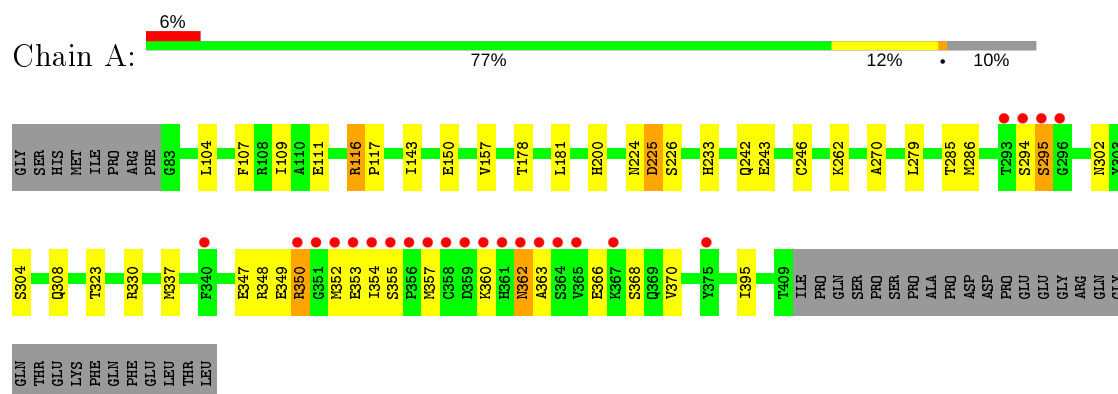 6%
Chain A:
77% 12% • 10%
GLY SER HIS MET ILE PRO ARG PHE G83 L104 F107 R108 I109 A110 E111 R116 P117 I143 E150 V157 T178 L181 H200 N224 D225 S226 H233 Q242 E243 C246 K262 A270 L279 T285 M286 T293 S294 S295 G296 N302 Y303
S304 Q308 T323 R330 M337 F340 E347 R348 E349 R350 G351 M352 E353 I354 S355 P356 M357 C358 D359 K360 H361 N362 A363 S364 V365 E366 K367 S368 Q369 V370 Y375 I395 T409 ILE PRO GLN SER PRO SER PRO ALA PRO ASP ASP PRO GLU GLU GLY ARG GLN GLY
GLN THR GLU LYS PHE GLN PHE GLU LEU THR LEU